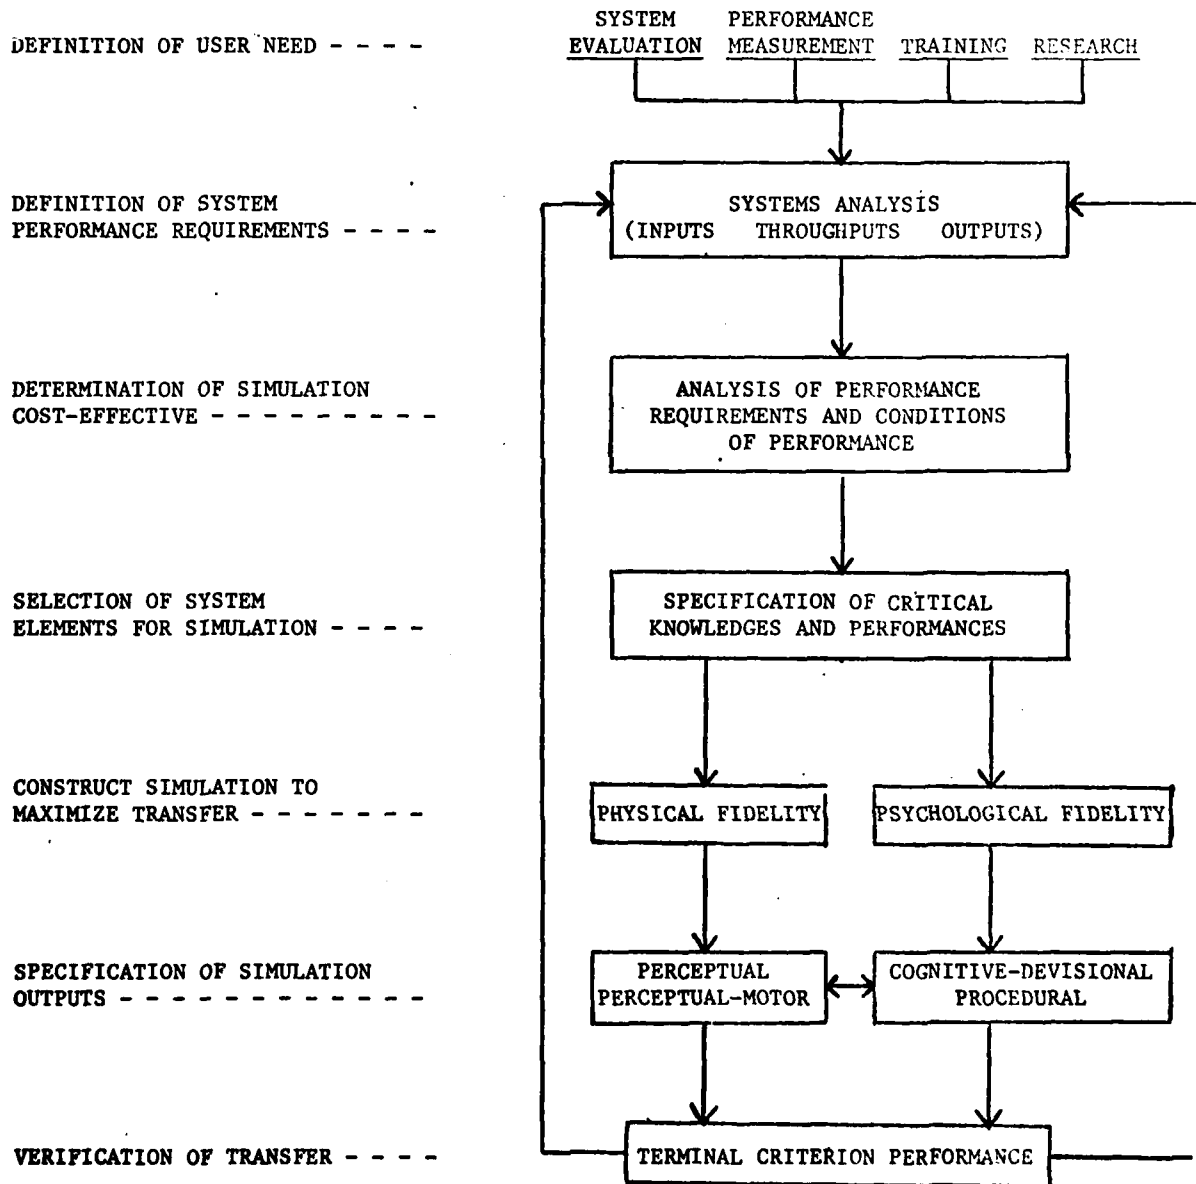 DEFINITION OF USER NEED - - - -
SYSTEM
EVALUATION
PERFORMANCE
MEASUREMENT
TRAINING
RESEARCH
DEFINITION OF SYSTEM
PERFORMANCE REQUIREMENTS - - - -
SYSTEMS ANALYSIS
(INPUTS THROUGHPUTS OUTPUTS)
DETERMINATION OF SIMULATION
COST-EFFECTIVE - - - - - - - - -
ANALYSIS OF PERFORMANCE
REQUIREMENTS AND CONDITIONS
OF PERFORMANCE
SELECTION OF SYSTEM
ELEMENTS FOR SIMULATION - - - -
SPECIFICATION OF CRITICAL
KNOWLEDGES AND PERFORMANCES
CONSTRUCT SIMULATION TO
MAXIMIZE TRANSFER - - - - - - -
PHYSICAL FIDELITY
PSYCHOLOGICAL FIDELITY
SPECIFICATION OF SIMULATION
OUTPUTS - - - - - - - - - - - -
PERCEPTUAL
PERCEPTUAL-MOTOR
COGNITIVE-DEVISIONAL
PROCEDURAL
VERIFICATION OF TRANSFER - - - -
TERMINAL CRITERION PERFORMANCE